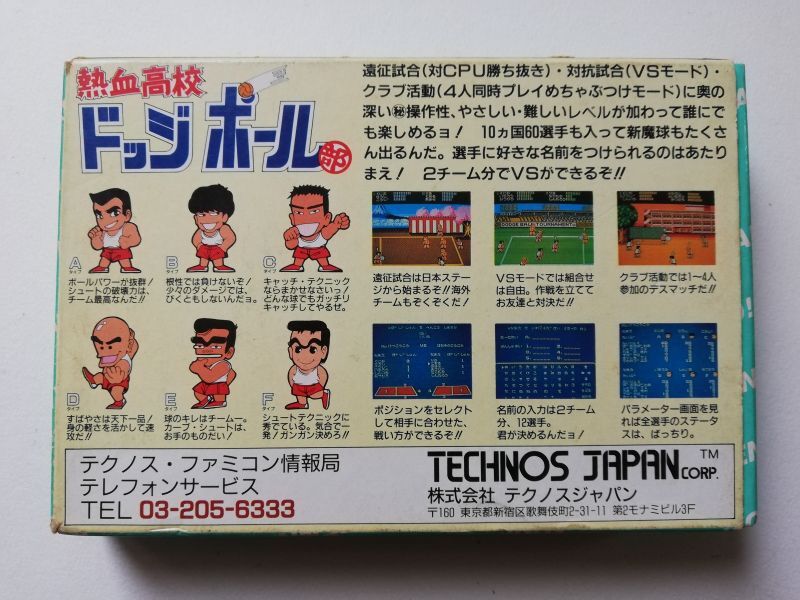 熱血高校
ドッジボール部
遠征試合(対CPU勝ち抜き)・対抗試合(VSモード)・
クラブ活動(4人同時プレイめちゃぶつけモード)に奥の
深い㊙操作性、やさしい・難しいレベルが加わって誰にで
も楽しめるョ! 10ヵ国60選手も入って新魔球もたくさ
ん出るんだ。選手に好きな名前をつけられるのはあたり
まえ! 2チーム分でVSができるぞ!!
Aタイプ
ボールパワーが抜群!
シュートの破壊力は、
チーム最高なんだ!!
Bタイプ
根性では負けないぞ!
少々のダメージでは、
びくともしないんだョ。
Cタイプ
キャッチ・テクニック
ならまかせなさいっ!
どんな球でもガッチリ
キャッチしてやるぜ。
遠征試合は日本ステー
ジから始まるぞ!!海外
チームもぞくぞくだ!
DODGE BALL TOURNAMENT
VSモードでは組合せ
は自由。作戦を立てて
お友達と対決だ!!
クラブ活動では1〜4人
参加のデスマッチだ!!
Dタイプ
すばやさは天下一品!
身の軽さを活かして速
攻だ!!
Eタイプ
球のキレはチーム一。
カーブ・シュートは、
お手のものだい!
Fタイプ
シュートテクニックに
秀でている。気合で一
発!ガンガン決めろ!!
ポジションをセレクト
して相手に合わせた、
戦い方ができるぞ!!
名前の入力は2チーム
分、12選手。
君が決めるんだョ!
パラメーター画面を見
れば全選手のステータ
スは、ばっちり。
テクノス・ファミコン情報局
テレフォンサービス
TEL 03-205-6333
TECHNOS JAPAN CORP.™
株式会社 テクノスジャパン
〒160 東京都新宿区歌舞伎町2-31-11 第2モナミビル3F